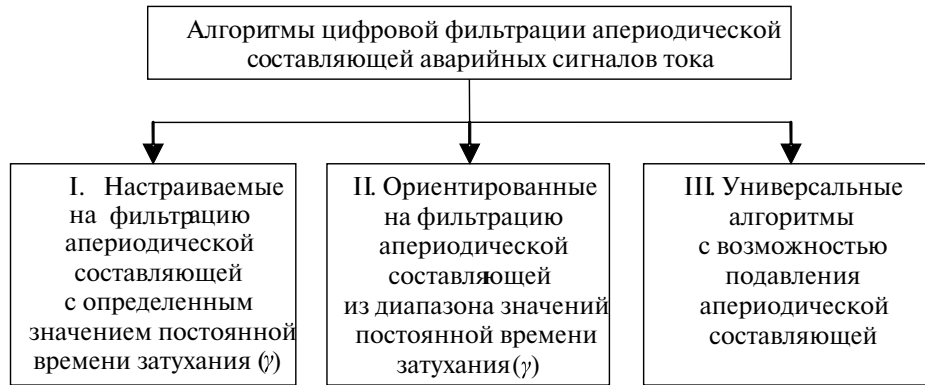 Алгоритмы цифровой фильтрации апериодической
составляющей аварийных сигналов тока
I. Настраиваемые
на фильтрацию
апериодической
составляющей
с определенным
значением постоянной
времени затухания (γ)
II. Ориентированные
на фильтрацию
апериодической
составляющей
из диапазона значений
постоянной времени
затухания (γ)
III. Универсальные
алгоритмы
с возможностью
подавления
апериодической
составляющей